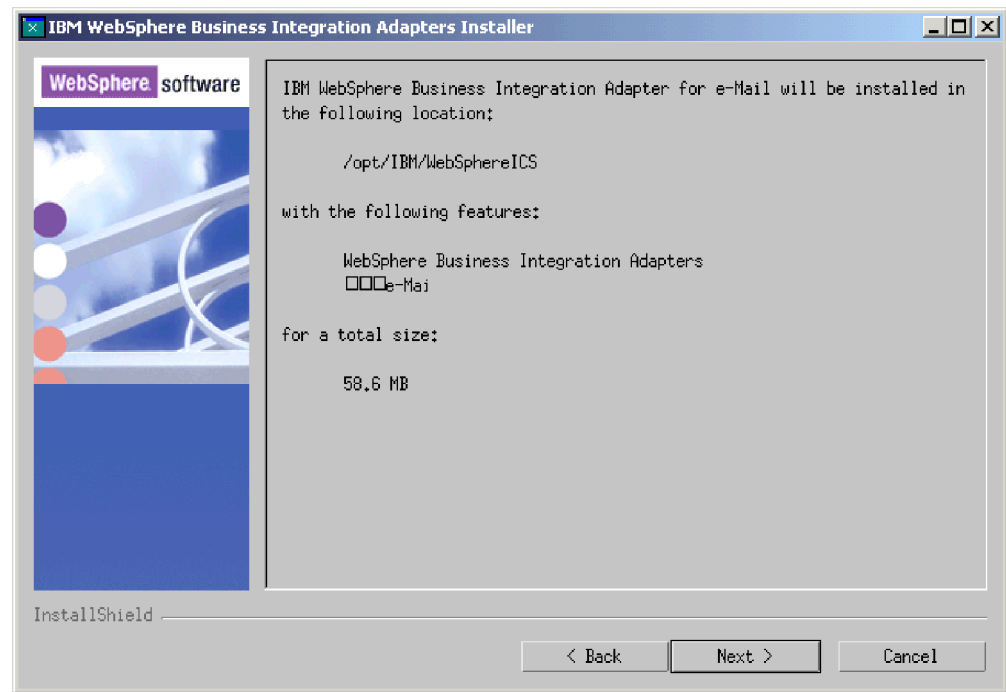 IBM WebSphere Business Integration Adapters Installer
WebSphere software
IBM WebSphere Business Integration Adapter for e-Mail will be installed in
the following location:
/opt/IBM/WebSphereICS
with the following features:
WebSphere Business Integration Adapters
□□□e-Mai
for a total size:
58.6 MB
InstallShield
< Back
Next >
Cancel